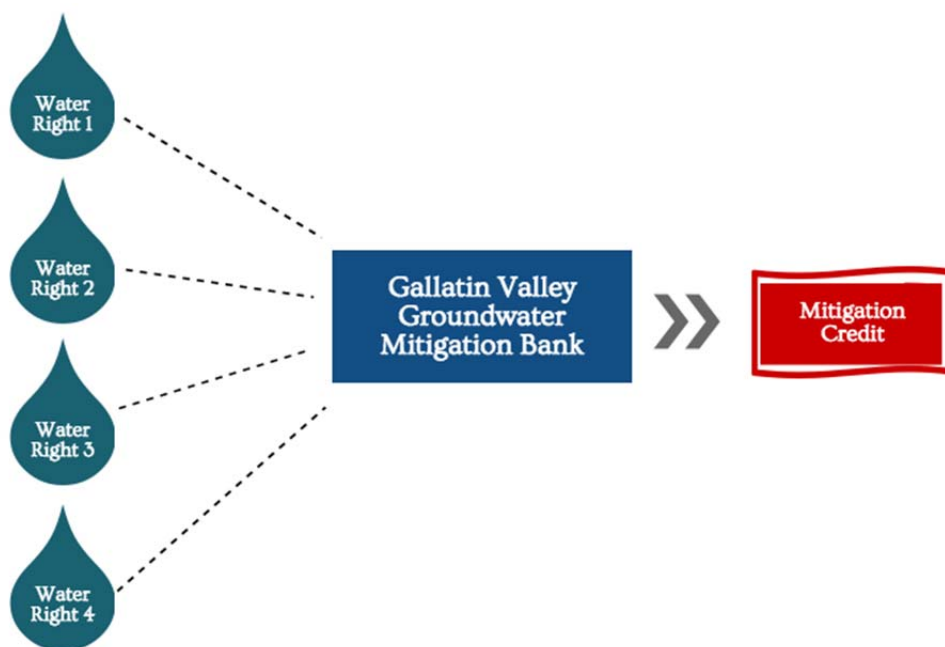 Water
Right 1
Water
Right 2
Water
Right 3
Water
Right 4
Gallatin Valley
Groundwater
Mitigation Bank
Mitigation
Credit